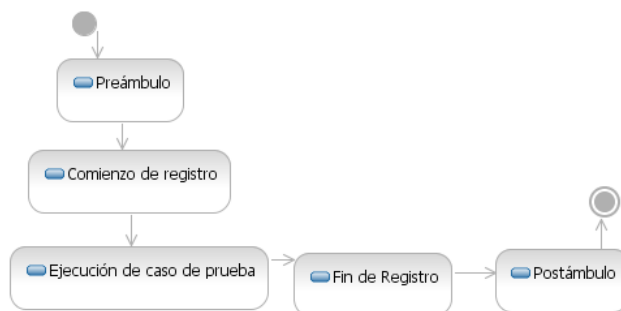 Preámbulo
Comienzo de registro
Ejecución de caso de prueba
Fin de Registro
Postámbulo